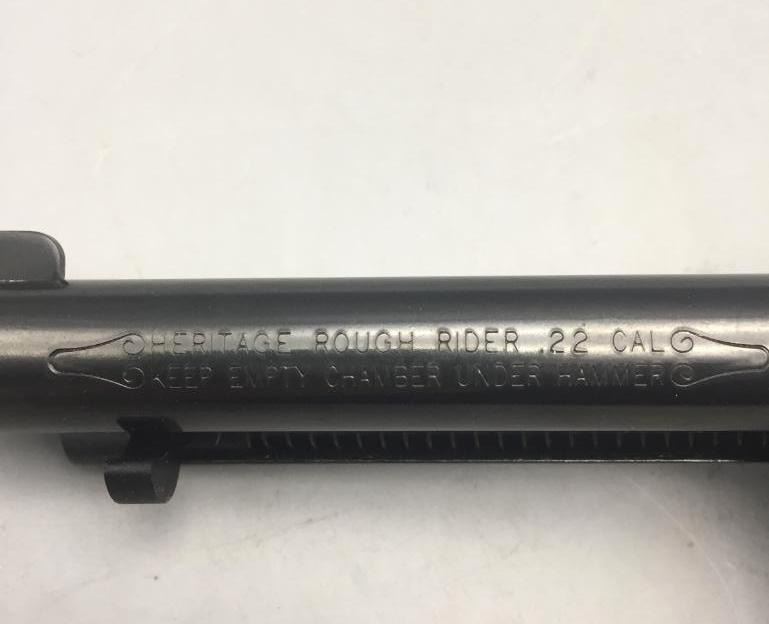 HERITAGE ROUGH RIDER .22 CAL
KEEP EMPTY CHAMBER UNDER HAMMER